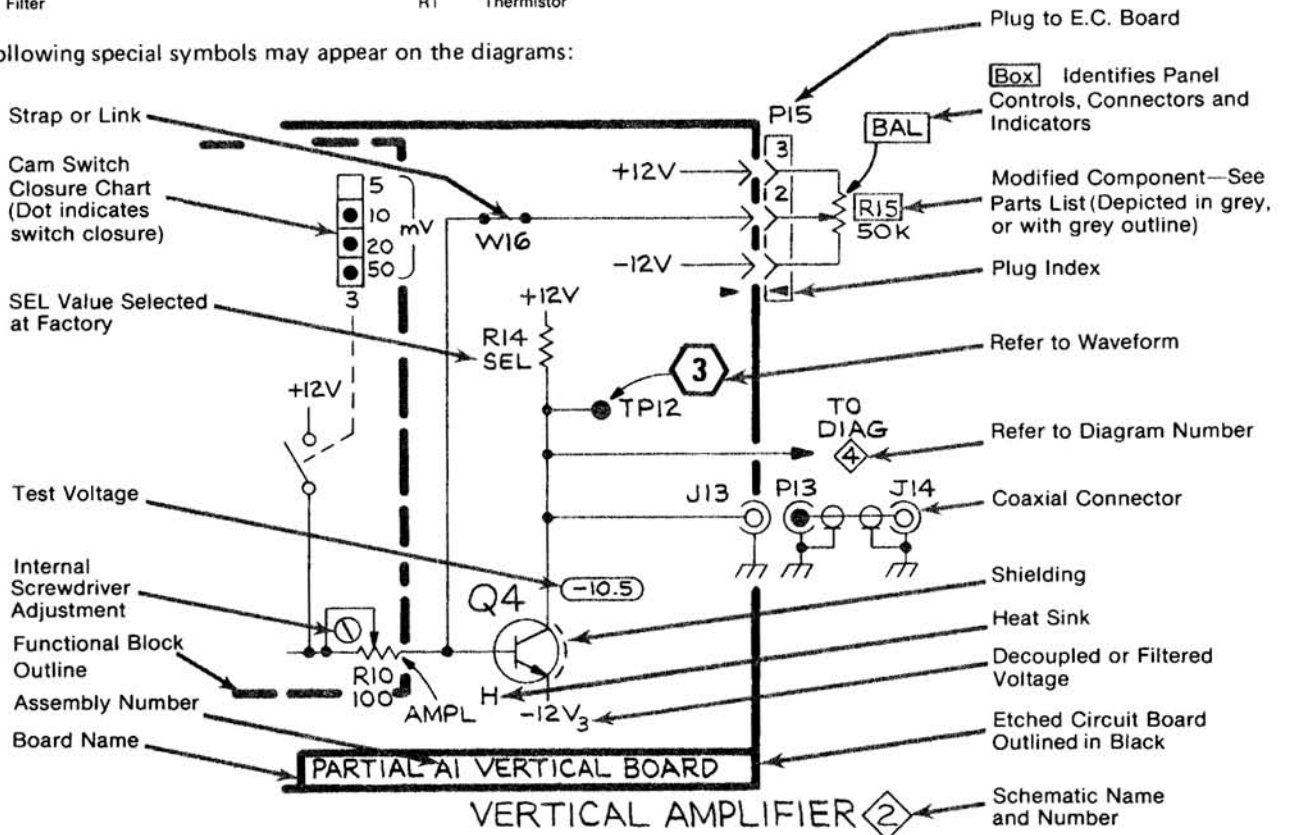 Filter
RT Thermistor
ollowing special symbols may appear on the diagrams:
Strap or Link
Cam Switch
Closure Chart
(Dot indicates
switch closure)
SEL Value Selected
at Factory
Test Voltage
Internal
Screwdriver
Adjustment
Functional Block
Outline
Assembly Number
Board Name
5
10
20
50
mV
3
+12V
R10
100
AMPL
W16
+12V
-12V
+12V
R14
SEL
3
TP12
Q4
-10.5
H
-12V3
P15
3
2
BAL
R15
50K
TO
DIAG
4
J13
P13
J14
PARTIAL A1 VERTICAL BOARD
VERTICAL AMPLIFIER 2
Plug to E.C. Board
Box Identifies Panel
Controls, Connectors and
Indicators
Modified Component—See
Parts List (Depicted in grey,
or with grey outline)
Plug Index
Refer to Waveform
Refer to Diagram Number
Coaxial Connector
Shielding
Heat Sink
Decoupled or Filtered
Voltage
Etched Circuit Board
Outlined in Black
Schematic Name
and Number